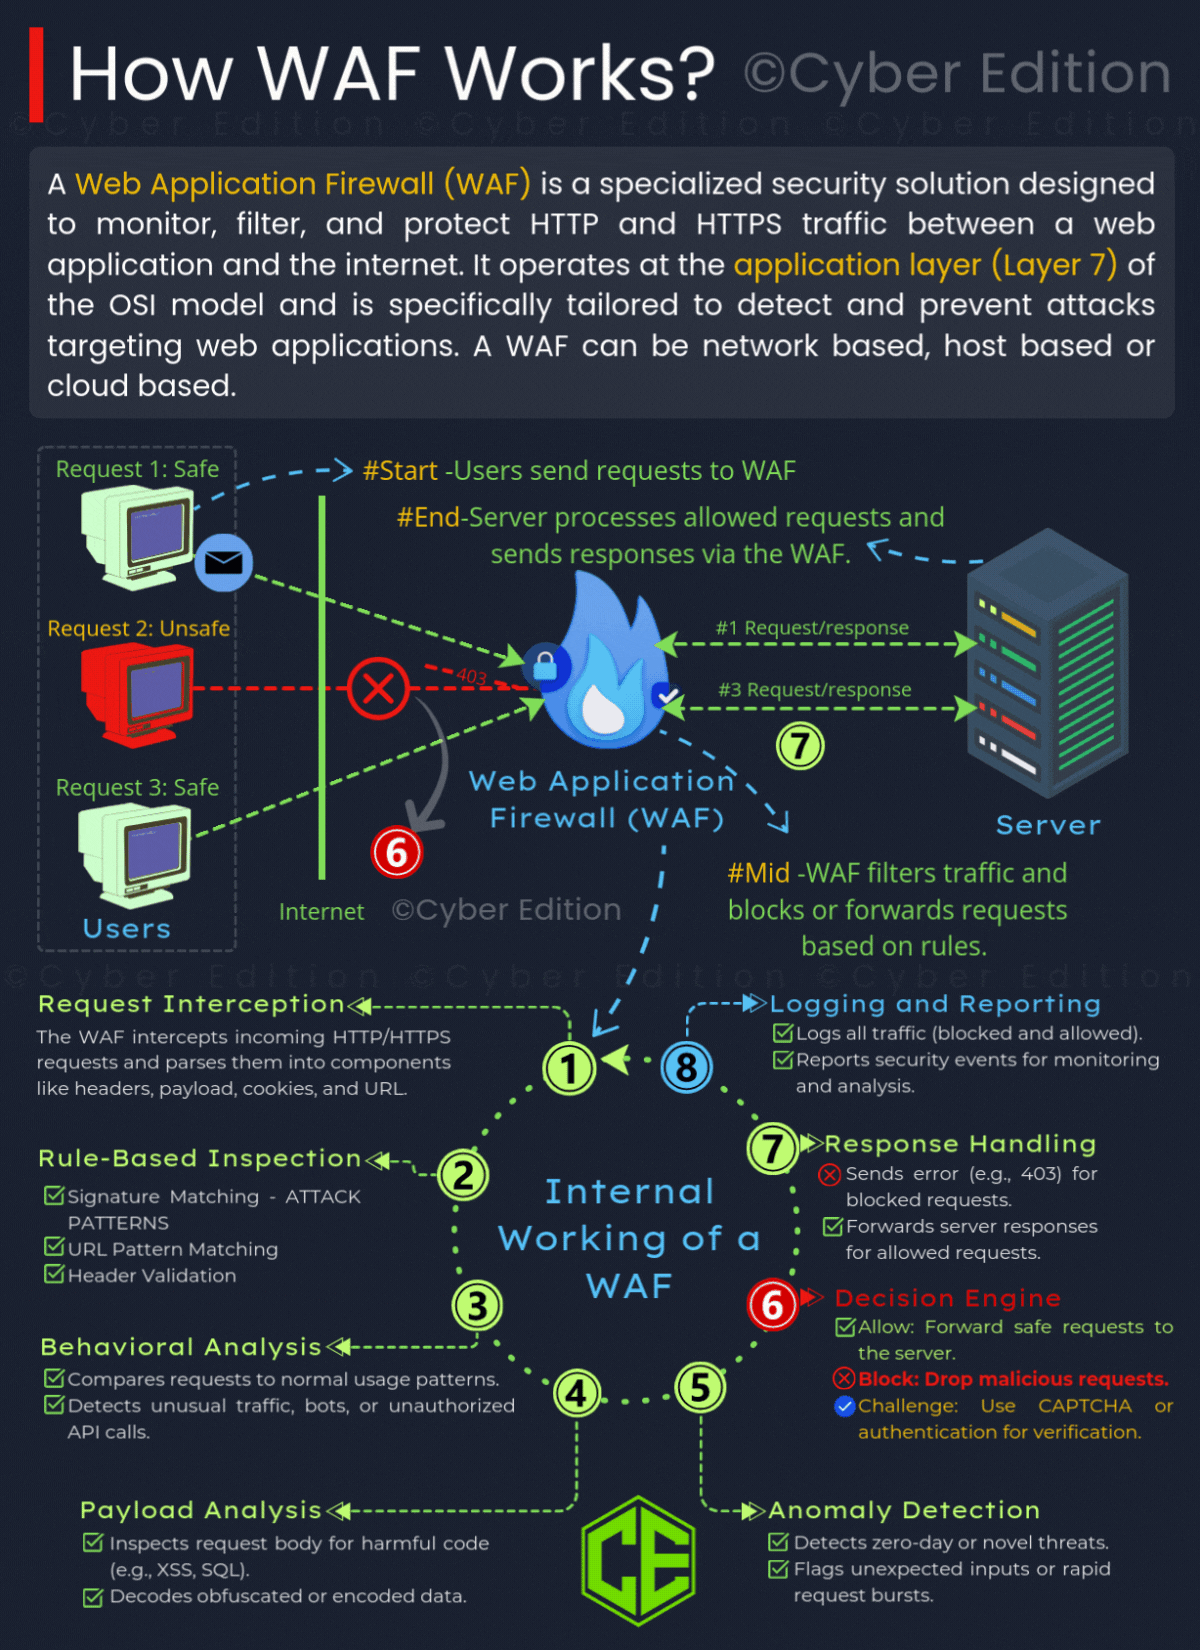 How WAF Works? ©Cyber Edition
©Cyber Edition ©Cyber Edition ©Cyber Edition
A Web Application Firewall (WAF) is a specialized security solution designed
to monitor, filter, and protect HTTP and HTTPS traffic between a web
application and the internet. It operates at the application layer (Layer 7) of
the OSI model and is specifically tailored to detect and prevent attacks
targeting web applications. A WAF can be network based, host based or
cloud based.
Request 1: Safe
#Start -Users send requests to WAF
#End-Server processes allowed requests and
sends responses via the WAF.
Request 2: Unsafe
403
#1 Request/response
#3 Request/response
7
Request 3: Safe
6
Web Application
Firewall (WAF)
Server
#Mid -WAF filters traffic and
blocks or forwards requests
based on rules.
Users
Internet
©Cyber Edition
©Cyber Edition ©Cyber Edition ©Cyber Edition
Internal
Working of a
WAF
1
Request Interception
The WAF intercepts incoming HTTP/HTTPS
requests and parses them into components
like headers, payload, cookies, and URL.
2
Rule-Based Inspection
Signature Matching - ATTACK
PATTERNS
URL Pattern Matching
Header Validation
3
Behavioral Analysis
Compares requests to normal usage patterns.
Detects unusual traffic, bots, or unauthorized
API calls.
4
Payload Analysis
Inspects request body for harmful code
(e.g., XSS, SQL).
Decodes obfuscated or encoded data.
5
Anomaly Detection
Detects zero-day or novel threats.
Flags unexpected inputs or rapid
request bursts.
6
Decision Engine
Allow: Forward safe requests to
the server.
Block: Drop malicious requests.
Challenge: Use CAPTCHA or
authentication for verification.
7
Response Handling
Sends error (e.g., 403) for
blocked requests.
Forwards server responses
for allowed requests.
8
Logging and Reporting
Logs all traffic (blocked and allowed).
Reports security events for monitoring
and analysis.
CE